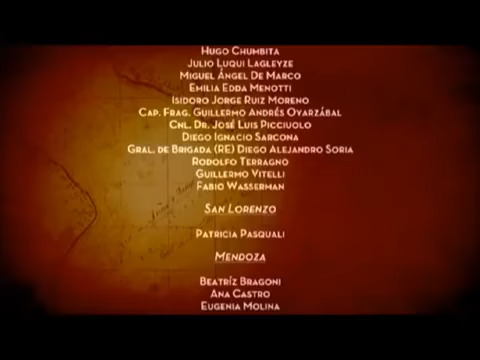 Hugo Chumbita
Julio Luqui Lagleyze
Miguel Ángel De Marco
Emilia Edda Menotti
Isidoro Jorge Ruiz Moreno
Cap. Frag. Guillermo Andrés Oyarzábal
Cnl. Dr. José Luis Picciuolo
Diego Ignacio Sarcona
Gral. de Brigada (RE) Diego Alejandro Soria
Rodolfo Terragno
Guillermo Vitelli
Fabio Wasserman
San Lorenzo
Patricia Pasquali
Mendoza
Beatríz Bragoni
Ana Castro
Eugenia Molina